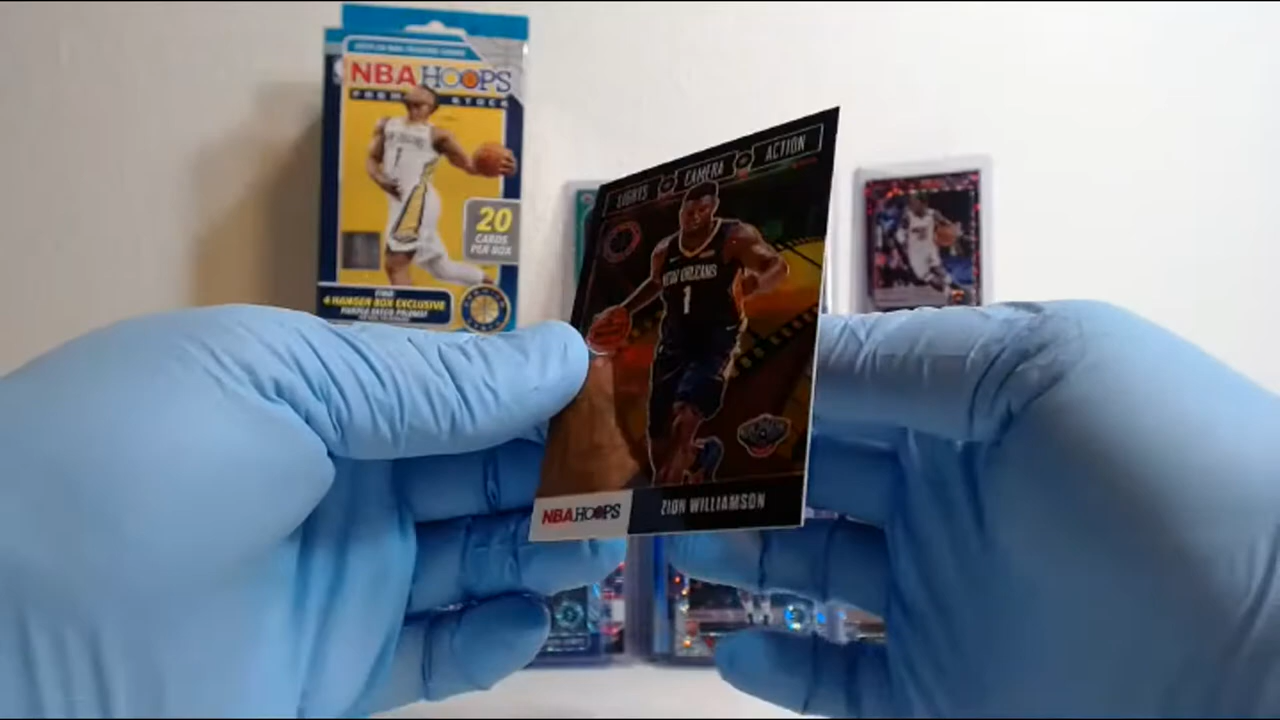 NBA HOOPS
PREMIUM STOCK
20
CARDS
PER BOX
FIND
4 HANGER BOX EXCLUSIVE
LIGHTS CAMERA ACTION
NEW ORLEANS
1
NBA HOOPS
ZION WILLIAMSON